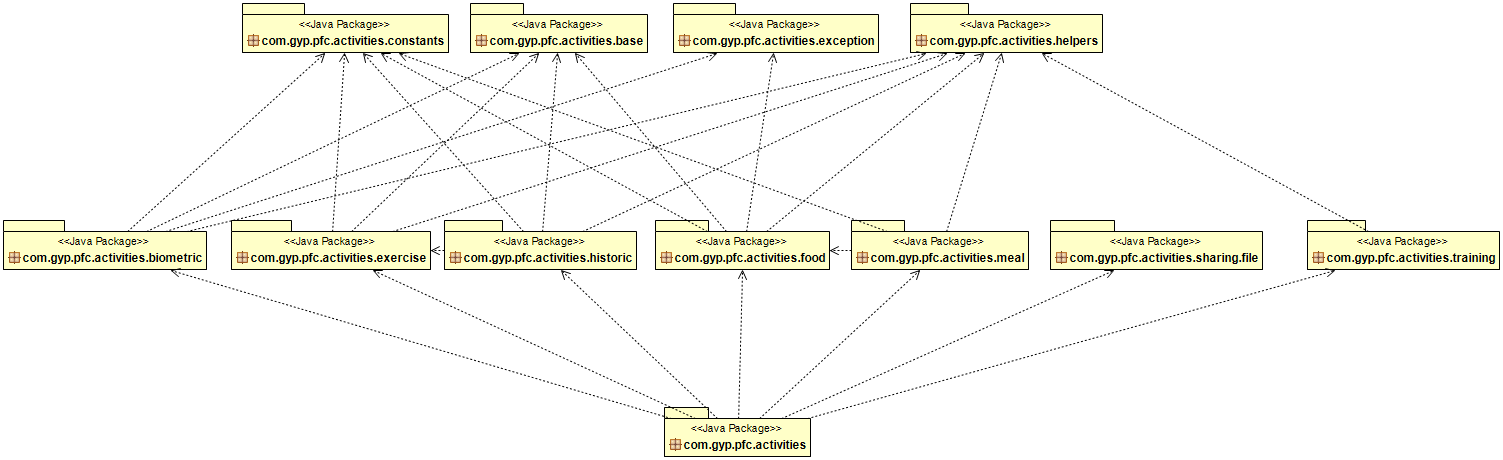 <<Java Package>>
com.gyp.pfc.activities.constants
<<Java Package>>
com.gyp.pfc.activities.base
<<Java Package>>
com.gyp.pfc.activities.exception
<<Java Package>>
com.gyp.pfc.activities.helpers
<<Java Package>>
com.gyp.pfc.activities.biometric
<<Java Package>>
com.gyp.pfc.activities.exercise
<<Java Package>>
com.gyp.pfc.activities.historic
<<Java Package>>
com.gyp.pfc.activities.food
<<Java Package>>
com.gyp.pfc.activities.meal
<<Java Package>>
com.gyp.pfc.activities.sharing.file
<<Java Package>>
com.gyp.pfc.activities.training
<<Java Package>>
com.gyp.pfc.activities